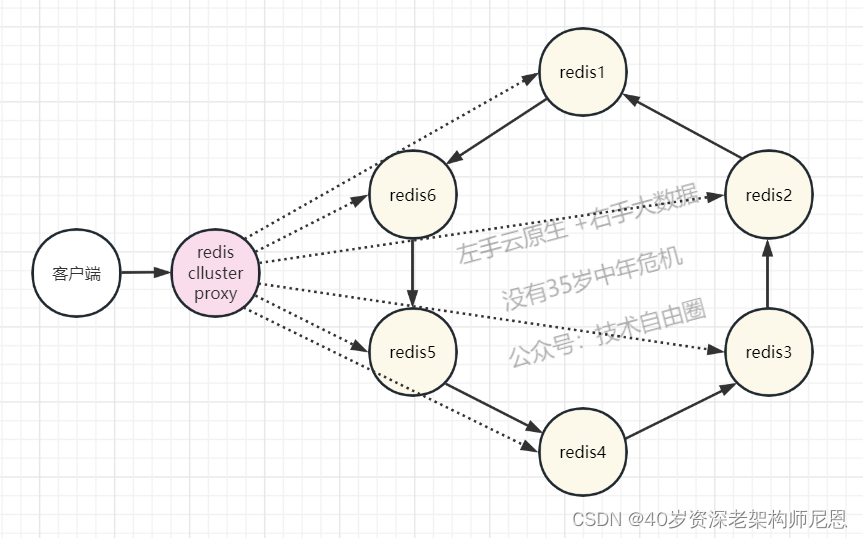 redis1
redis6
redis2
客户端
redis
clluster
proxy
左手云原生 +右手大数据
没有35岁中年危机
公众号：技术自由圈
redis5
redis3
redis4
CSDN @40岁资深老架构师尼恩